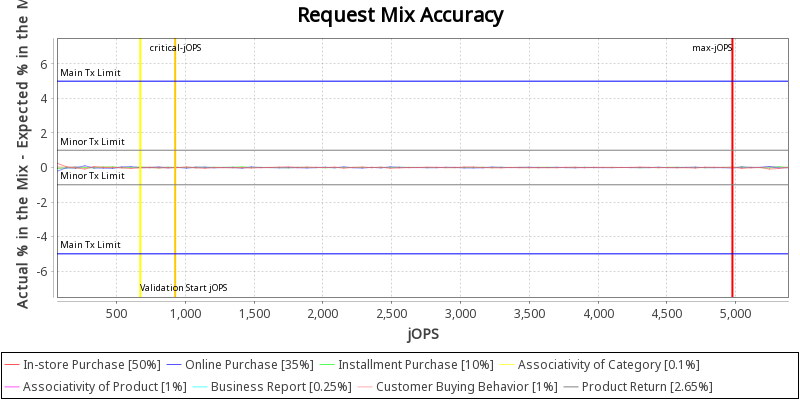 Request Mix Accuracy
Actual % in the Mix - Expected % in the M
6
4
2
0
-2
-4
-6
critical-jOPS
max-jOPS
Main Tx Limit
Minor Tx Limit
Minor Tx Limit
Main Tx Limit
Validation Start jOPS
500 1,000 1,500 2,000 2,500 3,000 3,500 4,000 4,500 5,000
jOPS
In-store Purchase [50%] Online Purchase [35%] Installment Purchase [10%] Associativity of Category [0.1%]
Associativity of Product [1%] Business Report [0.25%] Customer Buying Behavior [1%] Product Return [2.65%]